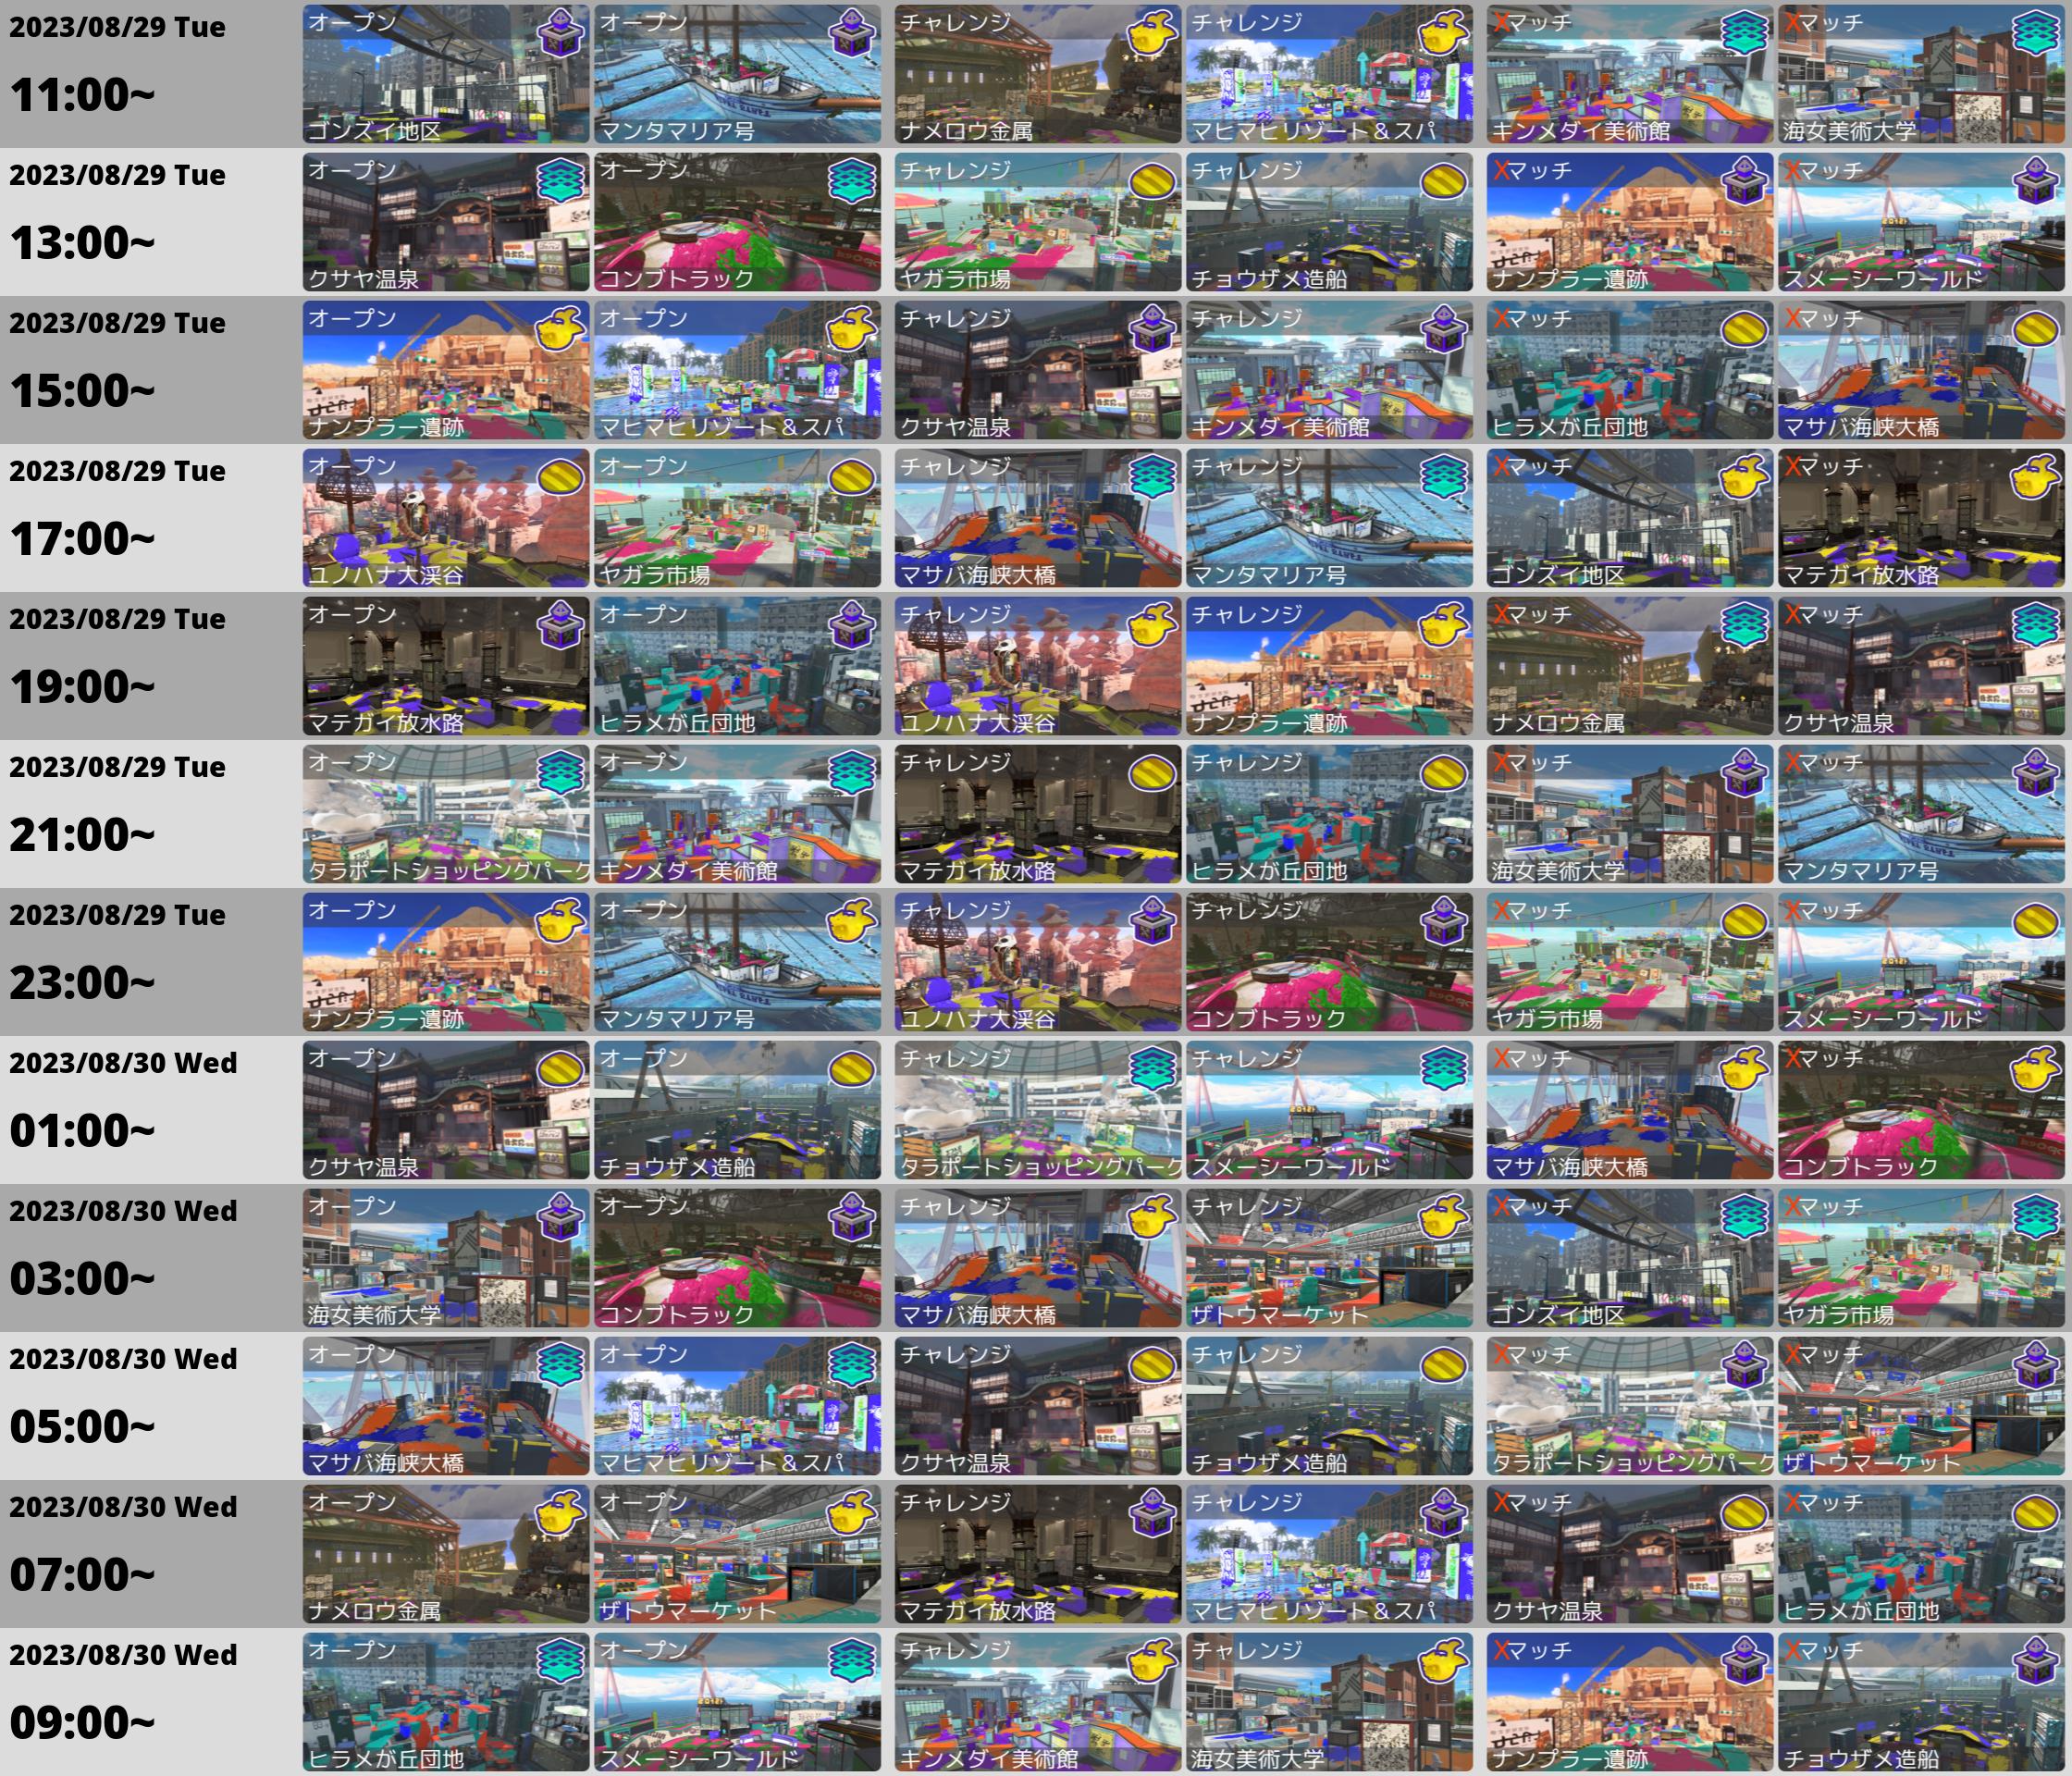 2023/08/29 Tue
11:00~
オープン オープン チャレンジ チャレンジ Xマッチ Xマッチ
ゴンズイ地区 マンタマリア号 ナメロウ金属 マヒマヒリゾート＆スパ キンメダイ美術館 海女美術大学
2023/08/29 Tue
13:00~
オープン オープン チャレンジ チャレンジ Xマッチ Xマッチ
クサヤ温泉 コンブトラック ヤガラ市場 チョウザメ造船 ナンプラー遺跡 スメーシーワールド
2023/08/29 Tue
15:00~
オープン オープン チャレンジ チャレンジ Xマッチ Xマッチ
ナンプラー遺跡 マヒマヒリゾート＆スパ クサヤ温泉 キンメダイ美術館 ヒラメが丘団地 マサバ海峡大橋
2023/08/29 Tue
17:00~
オープン オープン チャレンジ チャレンジ Xマッチ Xマッチ
ユノハナ大渓谷 ヤガラ市場 マサバ海峡大橋 マンタマリア号 ゴンズイ地区 マテガイ放水路
2023/08/29 Tue
19:00~
オープン オープン チャレンジ チャレンジ Xマッチ Xマッチ
マテガイ放水路 ヒラメが丘団地 ユノハナ大渓谷 ナンプラー遺跡 ナメロウ金属 クサヤ温泉
2023/08/29 Tue
21:00~
オープン オープン チャレンジ チャレンジ Xマッチ Xマッチ
タラポートショッピングパーク キンメダイ美術館 マテガイ放水路 ヒラメが丘団地 海女美術大学 マンタマリア号
2023/08/29 Tue
23:00~
オープン オープン チャレンジ チャレンジ Xマッチ Xマッチ
ナンプラー遺跡 マンタマリア号 ユノハナ大渓谷 コンブトラック ヤガラ市場 スメーシーワールド
2023/08/30 Wed
01:00~
オープン オープン チャレンジ チャレンジ Xマッチ Xマッチ
クサヤ温泉 チョウザメ造船 タラポートショッピングパーク スメーシーワールド マサバ海峡大橋 コンブトラック
2023/08/30 Wed
03:00~
オープン オープン チャレンジ チャレンジ Xマッチ Xマッチ
海女美術大学 コンブトラック マサバ海峡大橋 ザトウマーケット ゴンズイ地区 ヤガラ市場
2023/08/30 Wed
05:00~
オープン オープン チャレンジ チャレンジ Xマッチ Xマッチ
マサバ海峡大橋 マヒマヒリゾート＆スパ クサヤ温泉 チョウザメ造船 タラポートショッピングパーク ザトウマーケット
2023/08/30 Wed
07:00~
オープン オープン チャレンジ チャレンジ Xマッチ Xマッチ
ナメロウ金属 ザトウマーケット マテガイ放水路 マヒマヒリゾート＆スパ クサヤ温泉 ヒラメが丘団地
2023/08/30 Wed
09:00~
オープン オープン チャレンジ チャレンジ Xマッチ Xマッチ
ヒラメが丘団地 スメーシーワールド キンメダイ美術館 海女美術大学 ナンプラー遺跡 チョウザメ造船